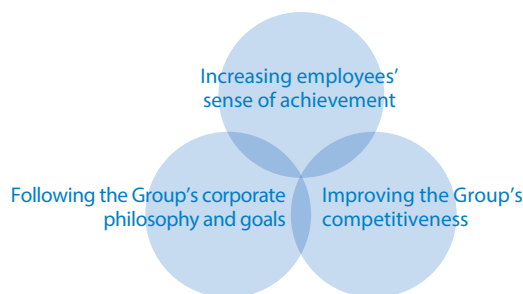 Increasing employees’
sense of achievement
Following the Group’s corporate
philosophy and goals
Improving the Group’s
competitiveness